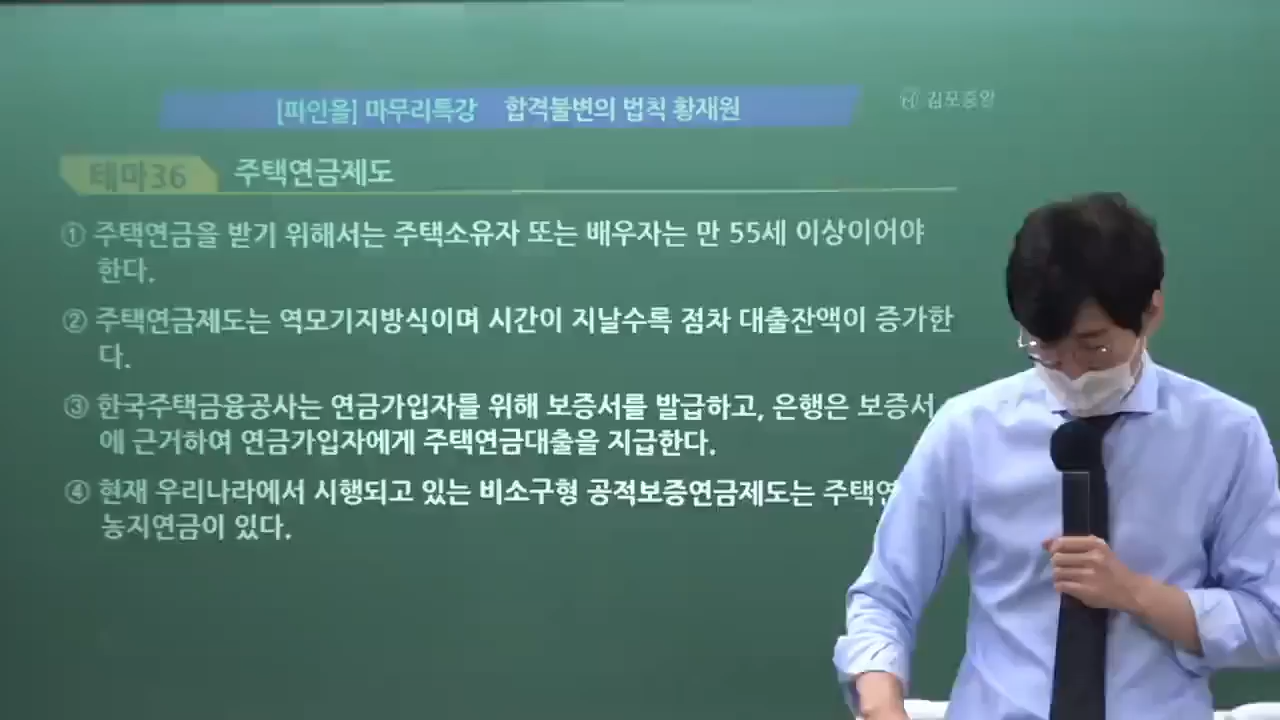 [파인올] 마무리특강 합격불변의 법칙 황재원
김포중앙
테마36 주택연금제도
① 주택연금을 받기 위해서는 주택소유자 또는 배우자는 만 55세 이상이어야
한다.
② 주택연금제도는 역모기지방식이며 시간이 지날수록 점차 대출잔액이 증가한
다.
③ 한국주택금융공사는 연금가입자를 위해 보증서를 발급하고, 은행은 보증서
에 근거하여 연금가입자에게 주택연금대출을 지급한다.
④ 현재 우리나라에서 시행되고 있는 비소구형 공적보증연금제도는 주택연
농지연금이 있다.